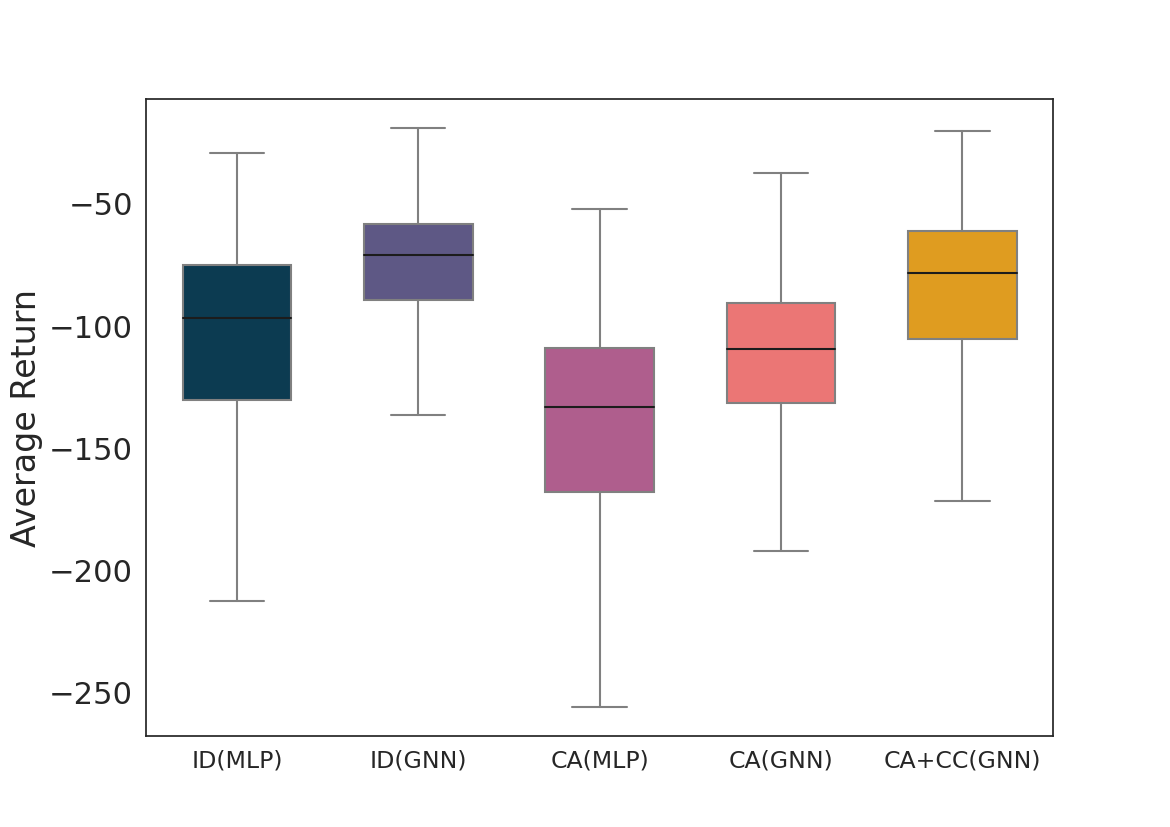 Average Return
−50
−100
−150
−200
−250
ID(MLP)
ID(GNN)
CA(MLP)
CA(GNN)
CA+CC(GNN)